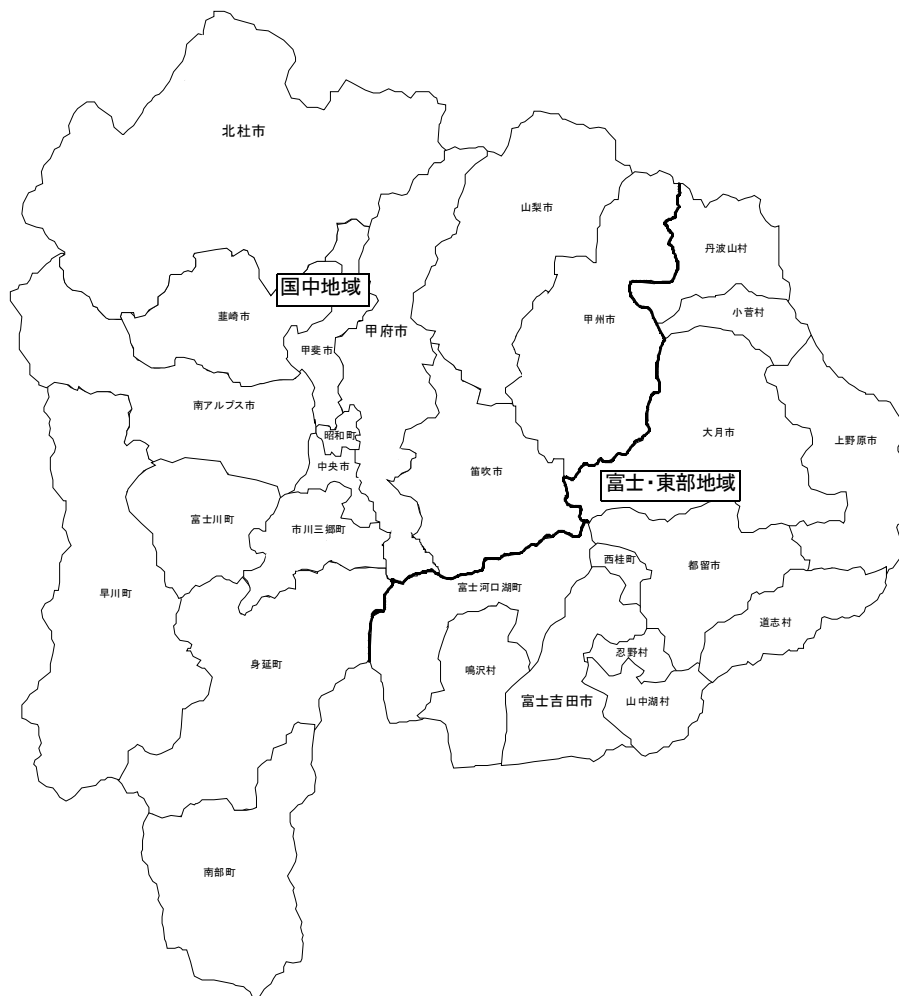 北杜市
山梨市
丹波山村
国中地域
小菅村
韮崎市
甲州市
甲府市
甲斐市
南アルプス市
大月市
昭和町
上野原市
中央市
笛吹市
富士・東部地域
富士川町
市川三郷町
西桂町
都留市
富士河口湖町
早川町
道志村
忍野村
身延町
鳴沢村
富士吉田市
山中湖村
南部町